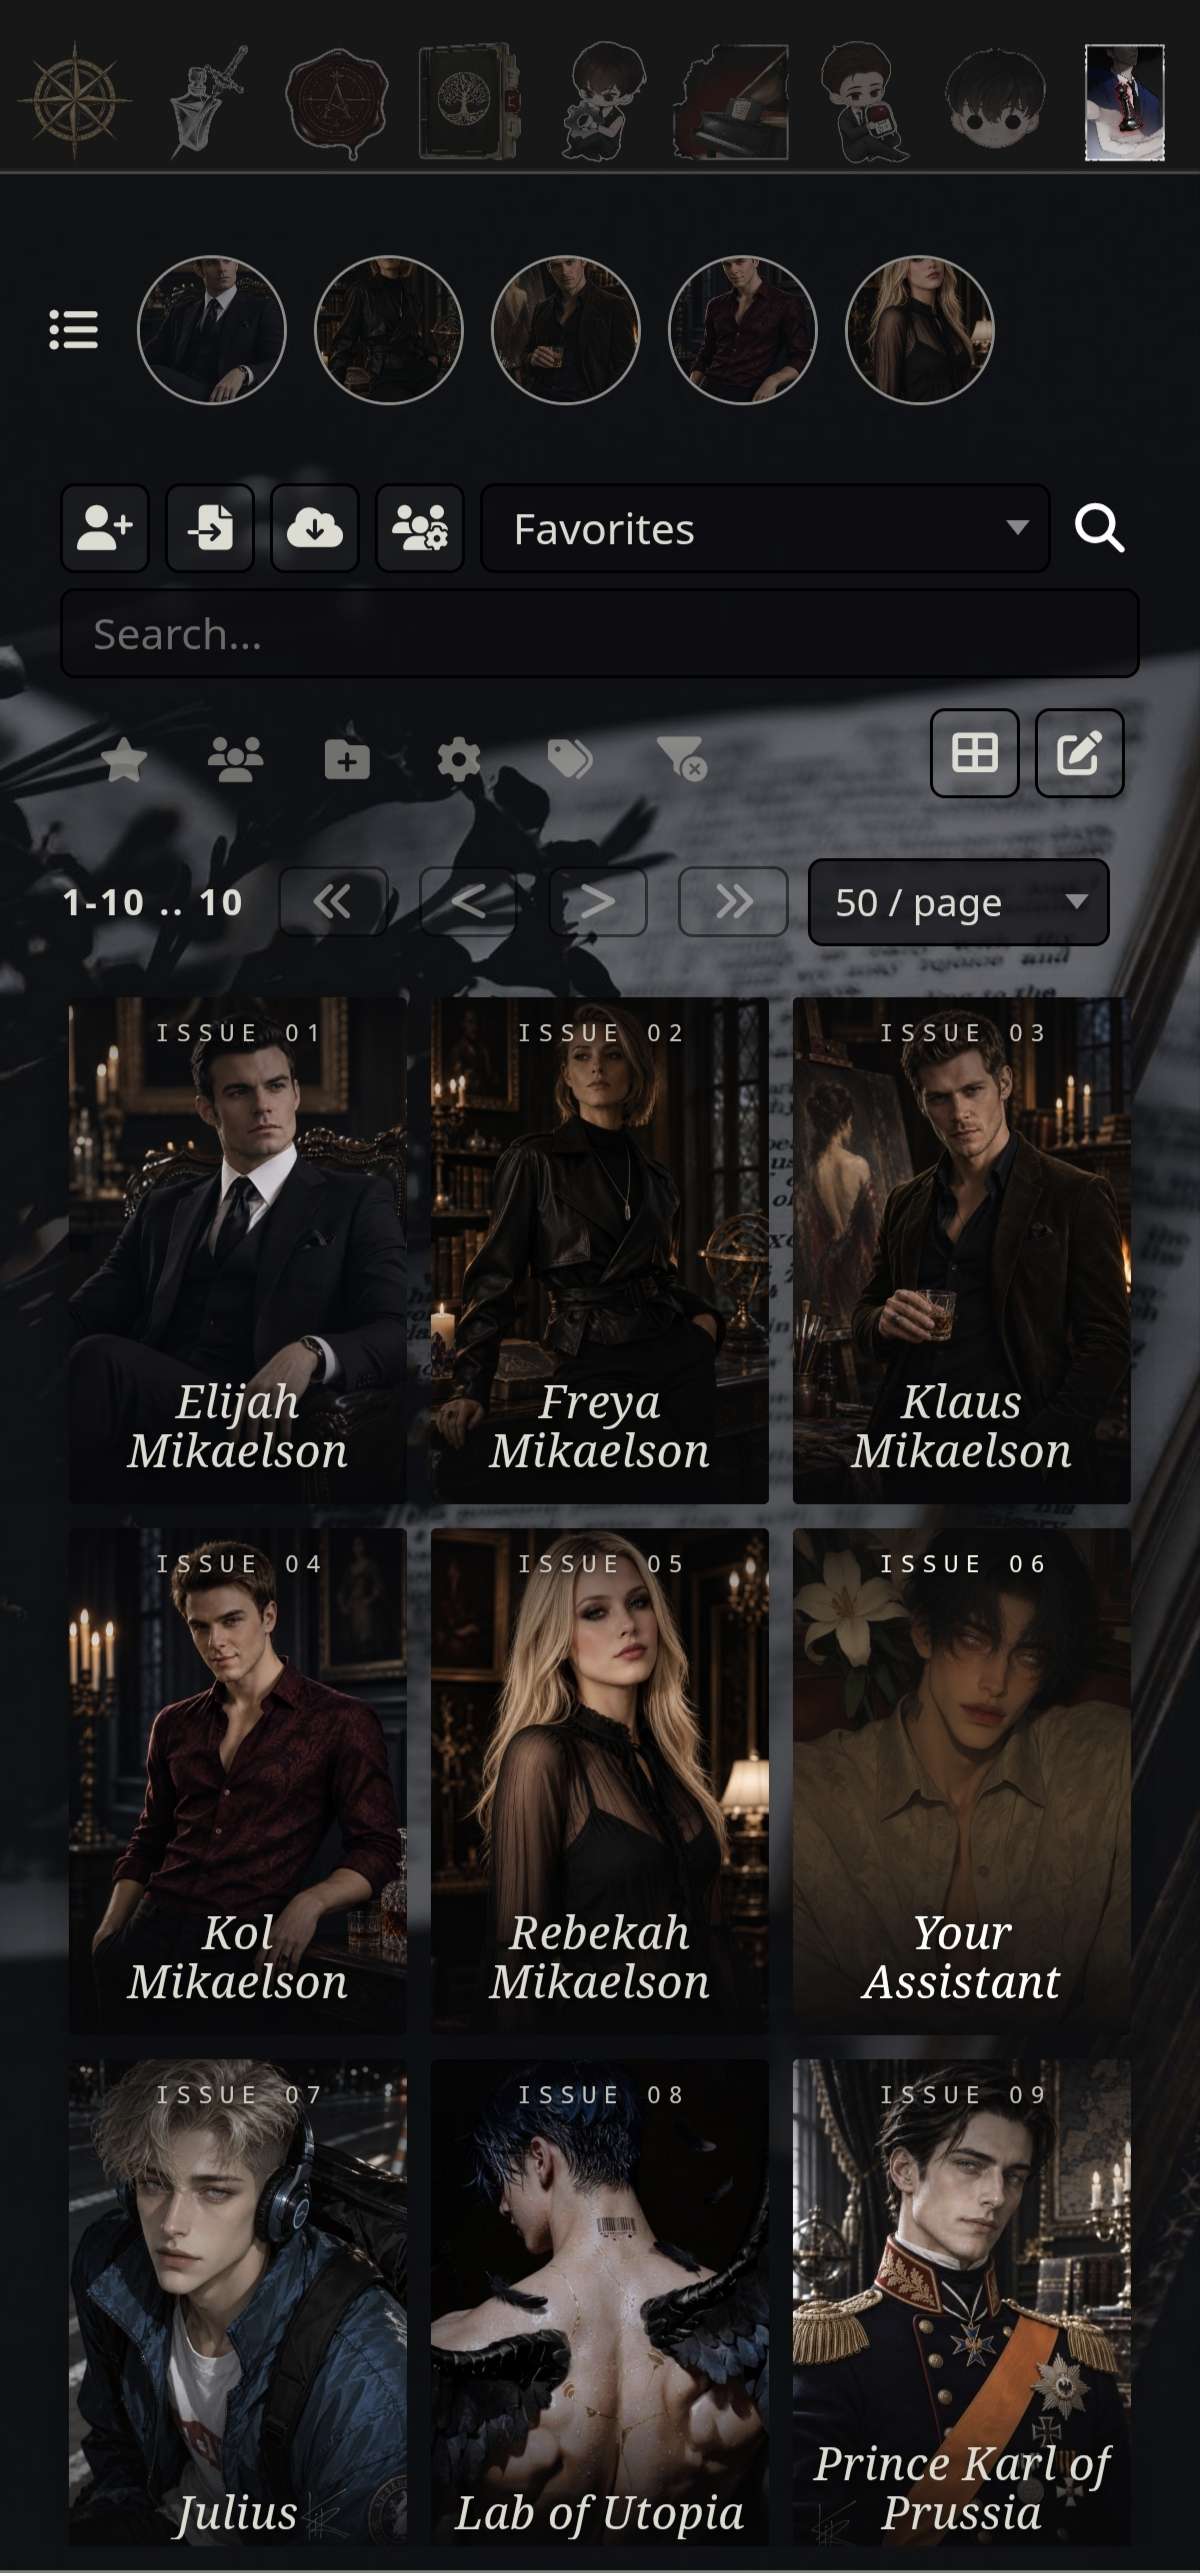 Favorites
Search...
1-10 .. 10
50 / page
ISSUE 01
ISSUE 02
ISSUE 03
Elijah
Mikaelson
Freya
Mikaelson
Klaus
Mikaelson
ISSUE 04
ISSUE 05
ISSUE 06
Kol
Mikaelson
Rebekah
Mikaelson
Your
Assistant
ISSUE 07
ISSUE 08
ISSUE 09
Julius
Lab of Utopia
Prince Karl of
Prussia